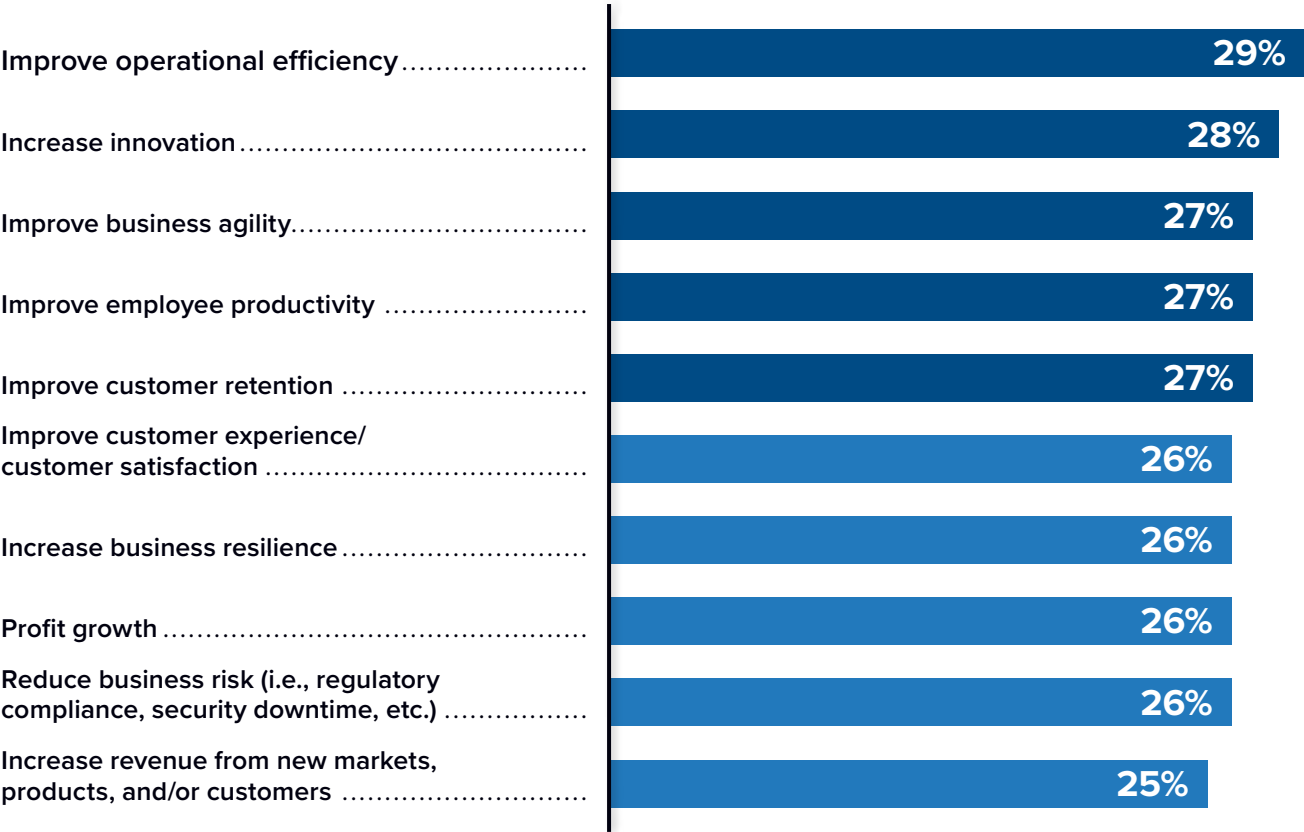 Improve operational efficiency ...................... 29%
Increase innovation ......................................... 28%
Improve business agility................................... 27%
Improve employee productivity ........................ 27%
Improve customer retention ............................. 27%
Improve customer experience/
customer satisfaction ...................................... 26%
Increase business resilience ............................. 26%
Profit growth .................................................. 26%
Reduce business risk (i.e., regulatory
compliance, security downtime, etc.) ................. 26%
Increase revenue from new markets,
products, and/or customers ............................. 25%